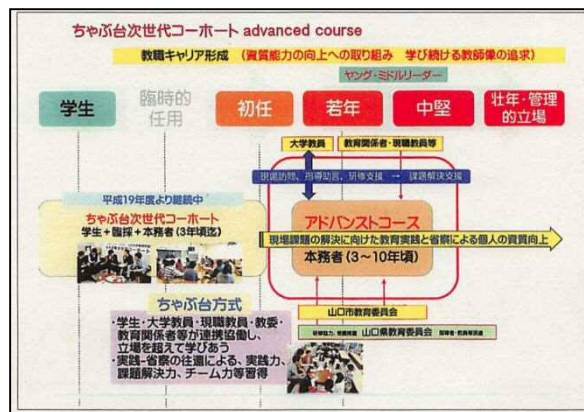 ちゃぶ台次世代コーホート advanced course
教職キャリア形成 (資質能力の向上への取り組み 学び続ける教師像の追求)
ヤング・ミドルリーダー
学生
臨時的
任用
初任
若年
中堅
壮年・管理
的立場
大学教員
教育関係者・現職教員等
現場訪問、指導助言、研修支援 → 課題解決支援
平成19年度より継続中
ちゃぶ台次世代コーホート
学生+臨採+本務者(3年頃迄)
アドバンストコース
現場課題の解決に向けた教育実践と省察による個人の資質向上
本務者(3~10年頃)
ちゃぶ台方式
・学生・大学教員・現職教員・教委・
教育関係者等が連携協働し、
立場を超えて学びあう
・実践-省察の往還による、実践力、
課題解決力、チーム力等習得
山口市教育委員会
山口県教育委員会